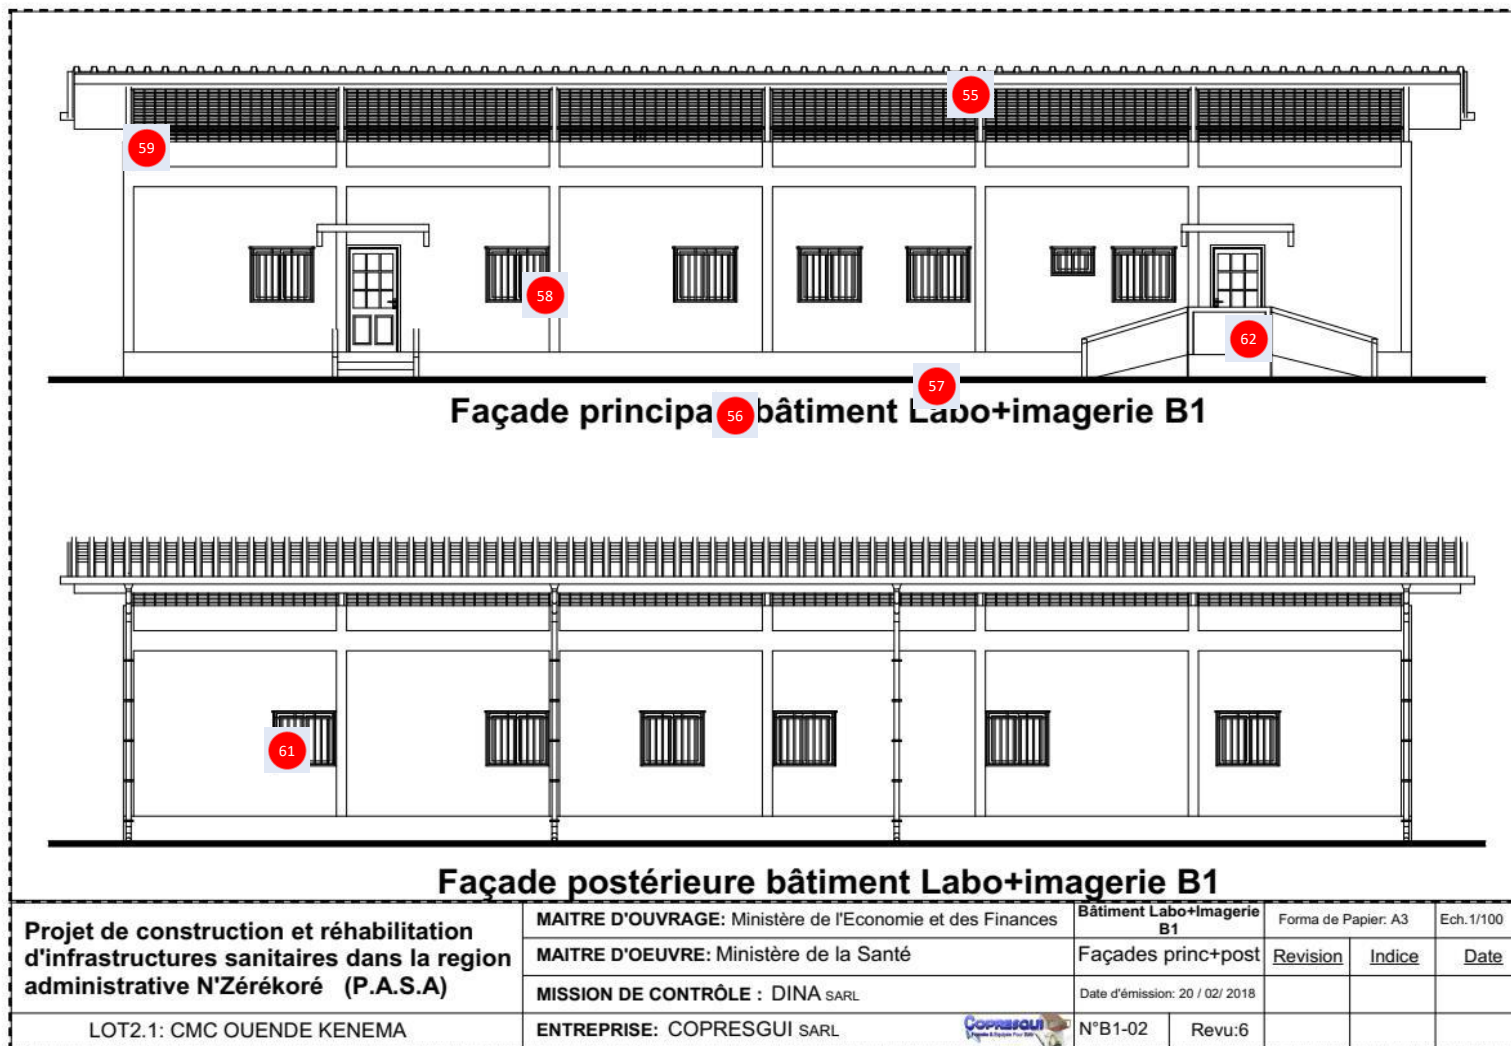 55
59
58
62
57
Façade principa 56 bâtiment Labo+imagerie B1
61
Façade postérieure bâtiment Labo+imagerie B1
Projet de construction et réhabilitation
d'infrastructures sanitaires dans la region
administrative N'Zérékoré (P.A.S.A)
LOT2.1: CMC OUENDE KENEMA
MAITRE D'OUVRAGE: Ministère de l'Economie et des Finances
MAITRE D'OEUVRE: Ministère de la Santé
MISSION DE CONTRÔLE : DINA SARL
ENTREPRISE: COPRESGUI SARL
COPRESGUI
Bâtiment Labo+Imagerie
B1
Façades princ+post
Date d'émission: 20 / 02/ 2018
N°B1-02
Revu:6
Forma de Papier: A3
Ech.1/100
Revision
Indice
Date